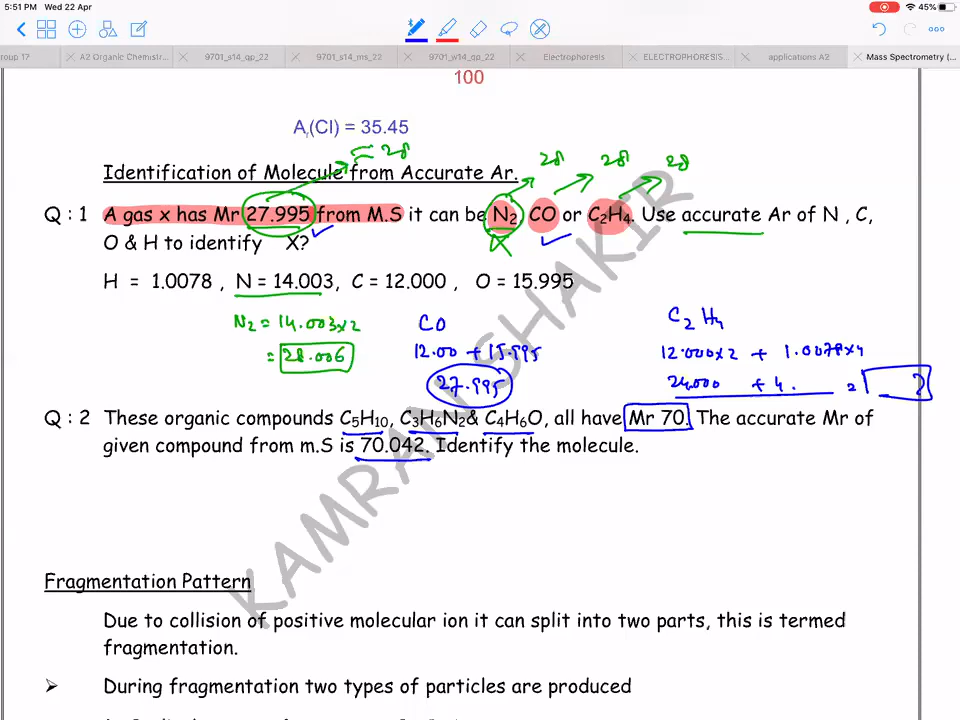 5:51 PM Wed 22 Apr 45%
roup 17 A2 Organic Chemistr... 9701_s14_qp_22 9701_s14_ms_22 9701_w14_qp_22 Electrophoresis ELECTROPHORESIS... applications A2 Mass Spectrometry (...
100
Ar(Cl) = 35.45
≈ 28 28 28 28
Identification of Molecule from Accurate Ar.
Q : 1 A gas x has Mr 27.995 from M.S it can be N2, CO or C2H4. Use accurate Ar of N , C,
O & H to identify X?
H = 1.0078 , N = 14.003, C = 12.000 , O = 15.995
N2 = 14.003x2 CO C2H4
= 28.006 12.00 + 15.995 12.000x2 + 1.0078x4
27.995 24.000 + 4. = ?
Q : 2 These organic compounds C5H10, C3H6N2& C4H6O, all have Mr 70. The accurate Mr of
given compound from m.S is 70.042. Identify the molecule.
KAMRAN SHAKIR
Fragmentation Pattern
Due to collision of positive molecular ion it can split into two parts, this is termed
fragmentation.
➢ During fragmentation two types of particles are produced